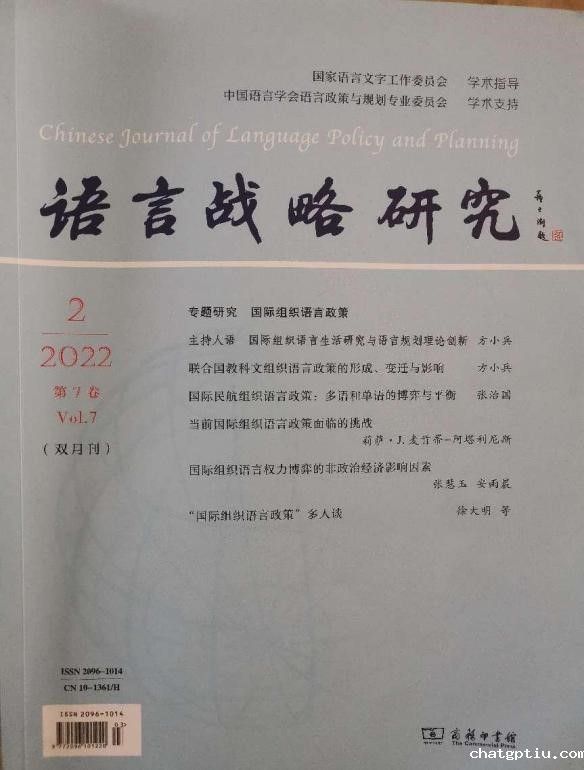 国家语言文字工作委员会 学术指导
中国语言学会语言政策与规划专业委员会 学术支持
Chinese Journal of Language Policy and Planning
语言战略研究
2
2022
第7卷
Vol.7
（双月刊）
专题研究 国际组织语言政策
主持人语 国际组织语言生活研究与语言规划理论创新 方小兵
联合国教科文组织语言政策的形成、变迁与影响 方小兵
国际民航组织语言政策：多语和单语的博弈与平衡 张治国
当前国际组织语言政策面临的挑战
莉萨·J.麦肯蒂-阿塔利尼斯
国际组织语言权力博弈的非政治经济影响因素
张慧玉 安雨晨
“国际组织语言政策”多人谈 徐大明 等
ISSN 2096-1014
CN 10-1361/H
ISSN 2096-1014
03
商务印书馆
The Commercial Press
chatgptiu.com